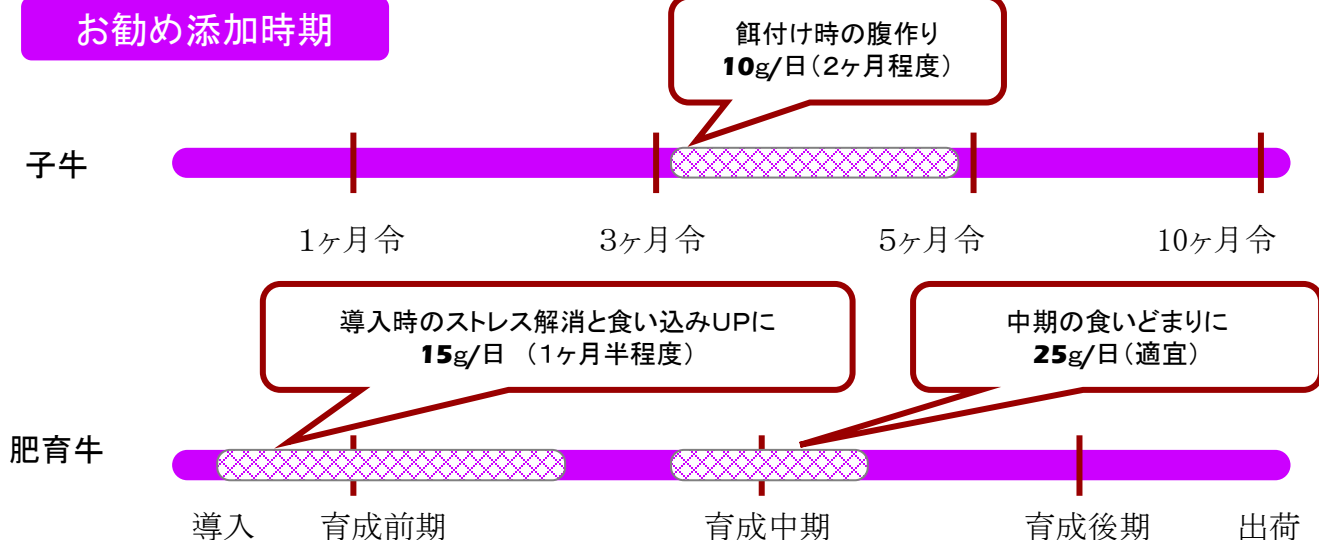 お勧め添加時期
餌付け時の腹作り
10g/日(2ヶ月程度)
子牛
1ヶ月令
3ヶ月令
5ヶ月令
10ヶ月令
導入時のストレス解消と食い込みUPに
15g/日 (1ヶ月半程度)
中期の食いどまりに
25g/日(適宜)
肥育牛
導入
育成前期
育成中期
育成後期
出荷